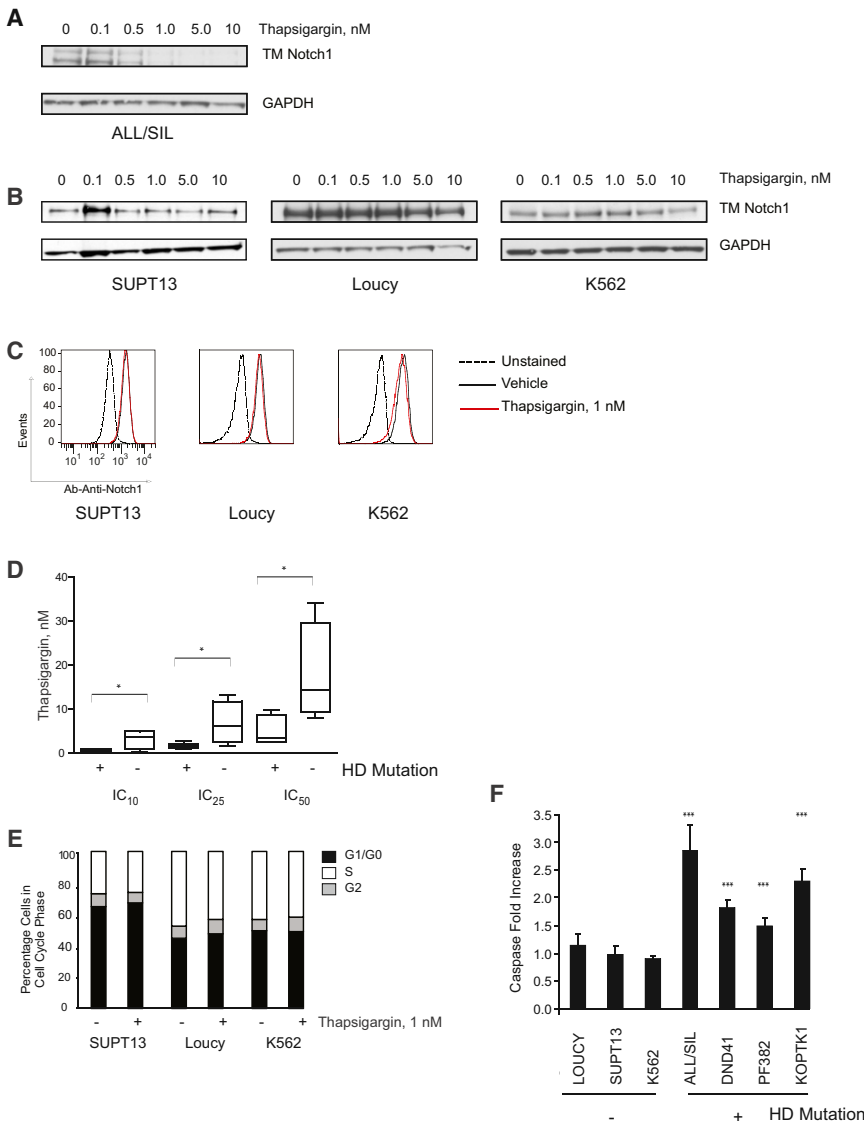 A
0 0.1 0.5 1.0 5.0 10 Thapsigargin, nM
TM Notch1
GAPDH
ALL/SIL
B
0 0.1 0.5 1.0 5.0 10 0 0.1 0.5 1.0 5.0 10 0 0.1 0.5 1.0 5.0 10 Thapsigargin, nM
TM Notch1
GAPDH
SUPT13 Loucy K562
C
Events
100
80
60
40
20
0
10¹ 10² 10³ 10⁴
Ab-Anti-Notch1
SUPT13 Loucy K562
Unstained
Vehicle
Thapsigargin, 1 nM
D
Thapsigargin, nM
40
30
20
10
0
* * *
+ - + - + - HD Mutation
IC10 IC25 IC50
E
Percentage Cells in
Cell Cycle Phase
100
80
60
40
20
0
G1/G0
S
G2
- + - + - + Thapsigargin, 1 nM
SUPT13 Loucy K562
F
Caspase Fold Increase
3.5
3.0
2.5
2.0
1.5
1.0
0.5
0.0
*** *** *** ***
LOUCY SUPT13 K562 ALL/SIL DND41 PF382 KOPTK1
- + HD Mutation